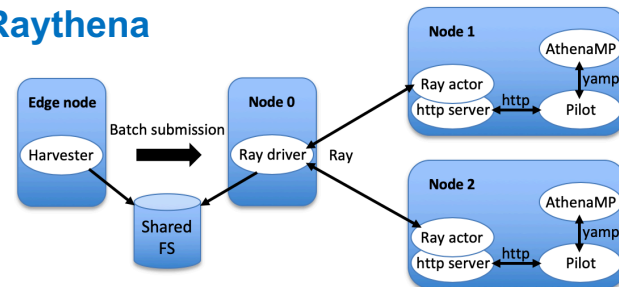 Raythena
Edge node
Harvester
Batch submission
Shared
FS
Node 0
Ray driver
Ray
Node 1
AthenaMP
yamp
Ray actor
http server
http
Pilot
Node 2
AthenaMP
yamp
Ray actor
http server
http
Pilot